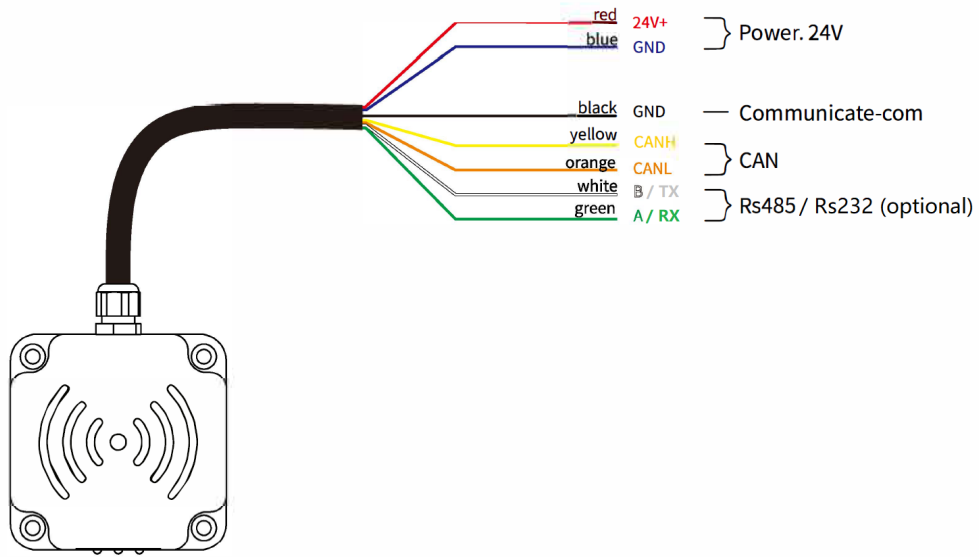 red 24V+
Power. 24V
blue GND
black GND Communicate-com
yellow CANH
CAN
orange CANL
white B / TX
Rs485 / Rs232 (optional)
green A / RX